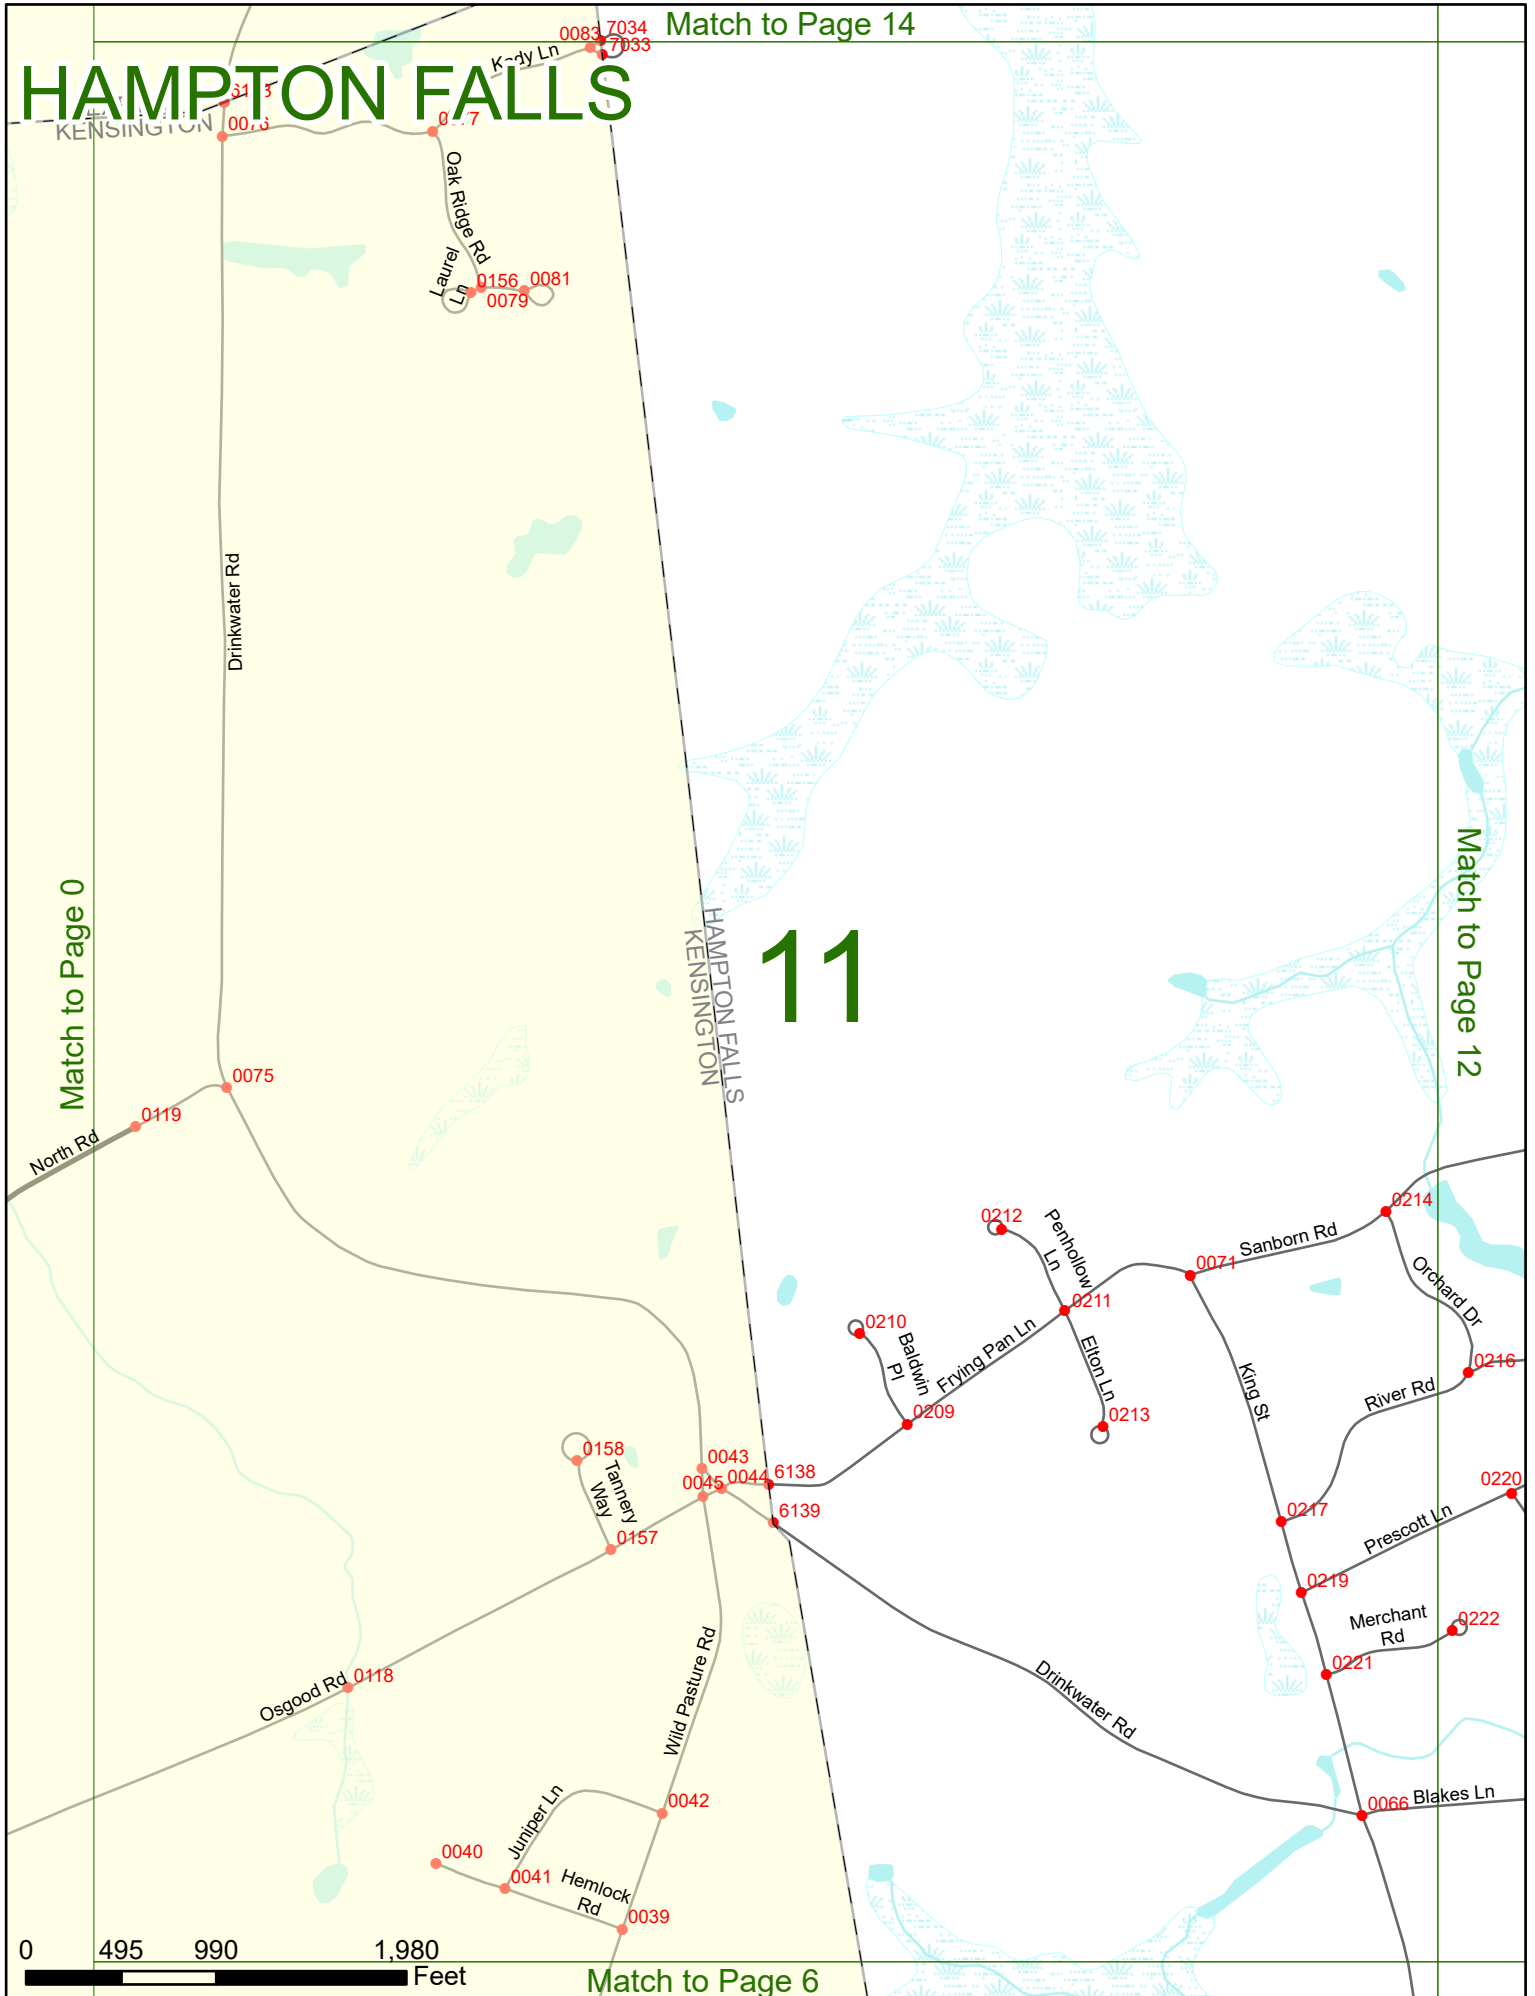 Match to Page 14
0083
7034
7033
Kody Ln
HAMPTON FALLS
KENSINGTON
0076
Oak Ridge Rd
Laurel
Ln
0156
0081
0079
Drinkwater Rd
Match to Page 0
Match to Page 12
HAMPTON FALLS
KENSINGTON
11
0075
0119
North Rd
0214
0212
Penhollow
Ln
Sanborn Rd
0071
Orchard Dr
0211
0210
Baldwin
Pl
Frying Pan Ln
Elton Ln
King St
0216
River Rd
0209
0213
0158
Tannery
Way
0043
0044
0045
6138
6139
0220
0217
Prescott Ln
0157
0219
Merchant
Rd
0222
0221
0118
Osgood Rd
Wild Pasture Rd
Drinkwater Rd
0066
Blakes Ln
0042
Juniper Ln
0040
0041
Hemlock
Rd
0039
0 495 990 1,980
Feet
Match to Page 6